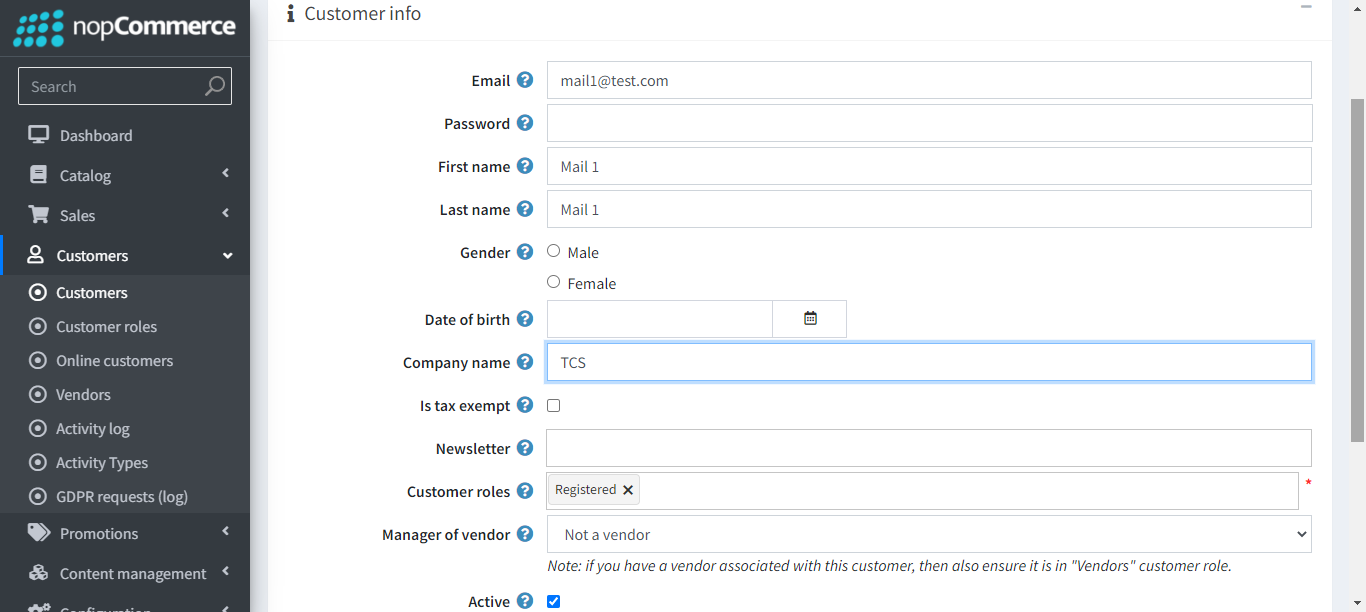 nopCommerce
Search
Dashboard
Catalog
Sales
Customers
Customers
Customer roles
Online customers
Vendors
Activity log
Activity Types
GDPR requests (log)
Promotions
Content management
Configuration
Customer info
Email mail1@test.com
Password
First name Mail 1
Last name Mail 1
Gender Male
Female
Date of birth
Company name TCS
Is tax exempt
Newsletter
Customer roles Registered *
Manager of vendor Not a vendor
Note: if you have a vendor associated with this customer, then also ensure it is in "Vendors" customer role.
Active